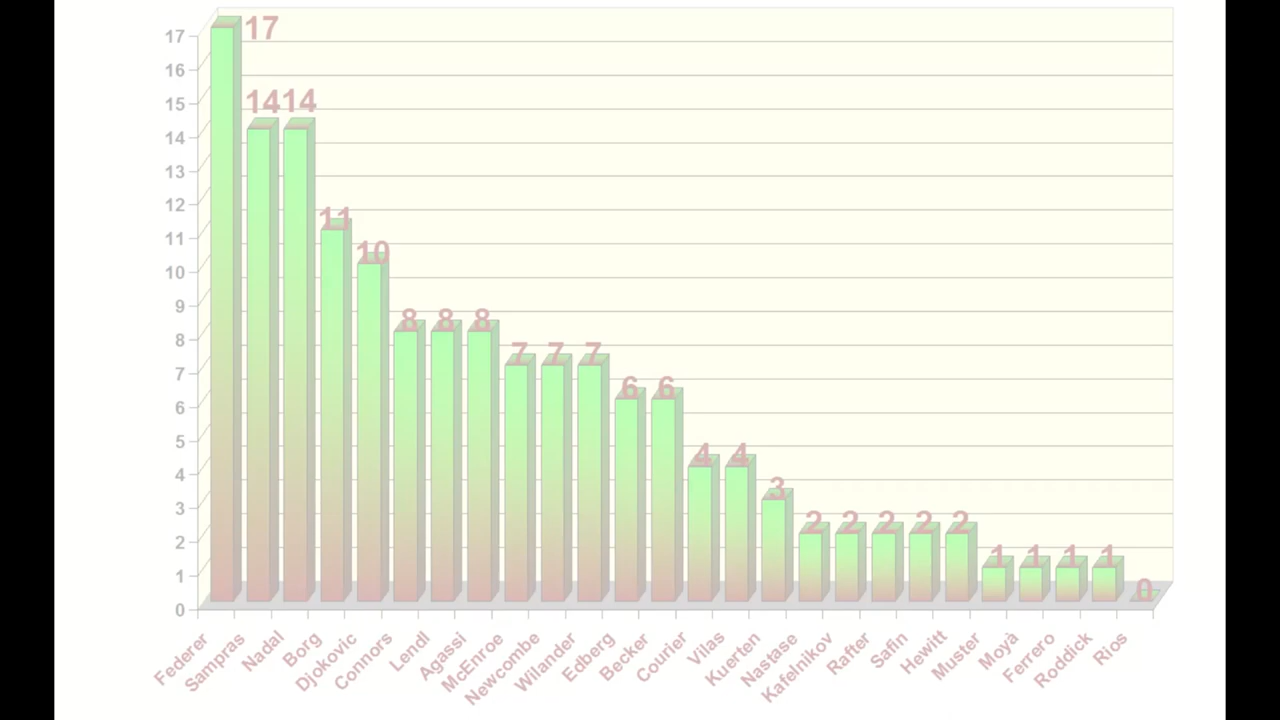 17
16
15
14
13
12
11
10
9
8
7
6
5
4
3
2
1
0
17
14 14
11
10
8 8 8
7 7 7
6 6
4 4
3
2 2 2 2 2
1 1 1 1
0
Federer
Sampras
Nadal
Borg
Djokovic
Connors
Lendl
Agassi
McEnroe
Newcombe
Wilander
Edberg
Becker
Courier
Vilas
Kuerten
Nastase
Kafelnikov
Rafter
Safin
Hewitt
Muster
Moyà
Ferrero
Roddick
Rios